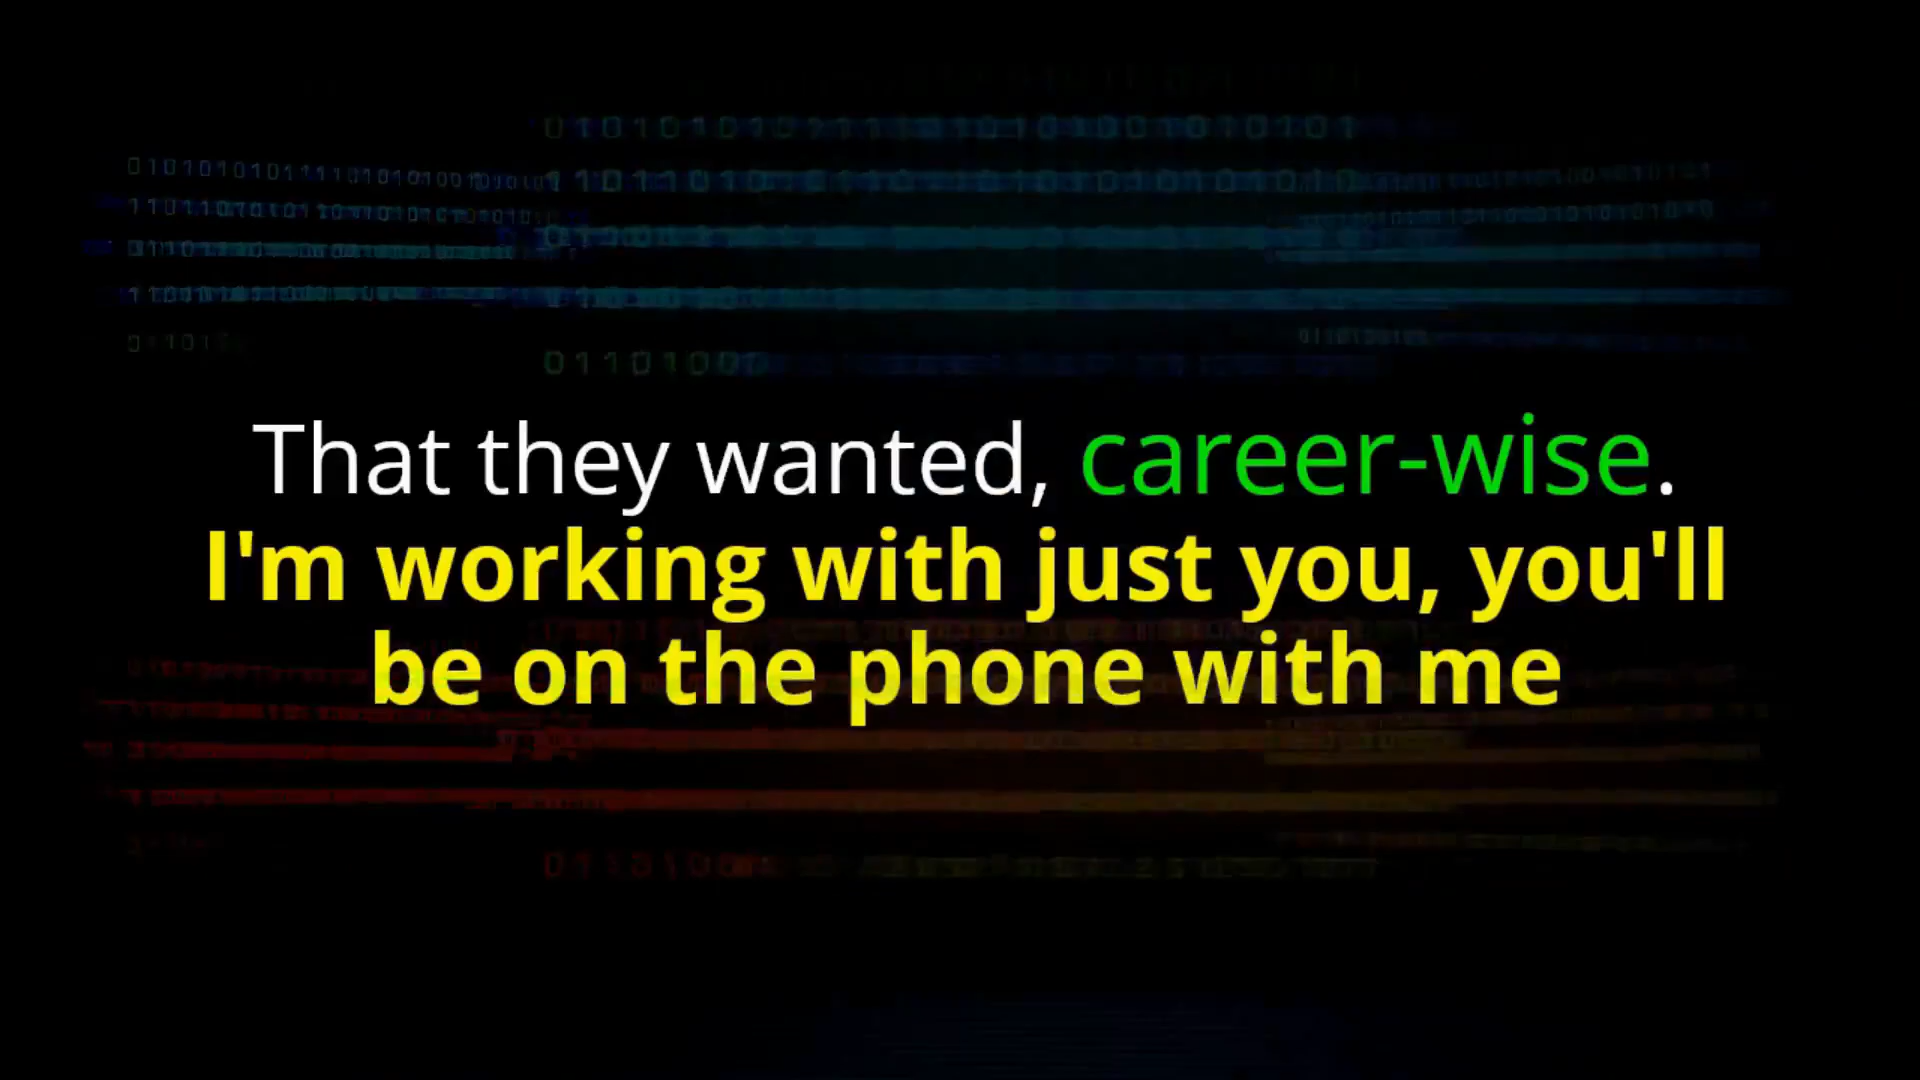 That they wanted, career-wise.
I'm working with just you, you'll
be on the phone with me